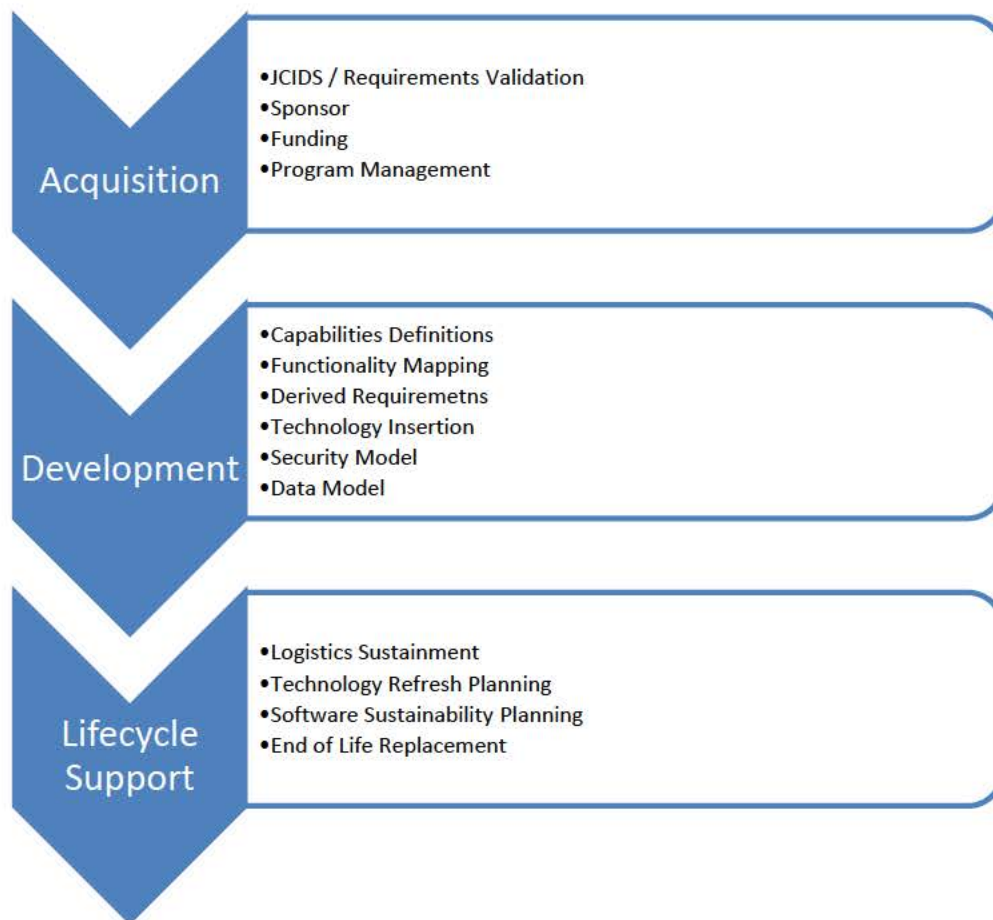 Acquisition
•JCIDS / Requirements Validation
•Sponsor
•Funding
•Program Management
Development
•Capabilities Definitions
•Functionality Mapping
•Derived Requiremetns
•Technology Insertion
•Security Model
•Data Model
Lifecycle
Support
•Logistics Sustainment
•Technology Refresh Planning
•Software Sustainability Planning
•End of Life Replacement